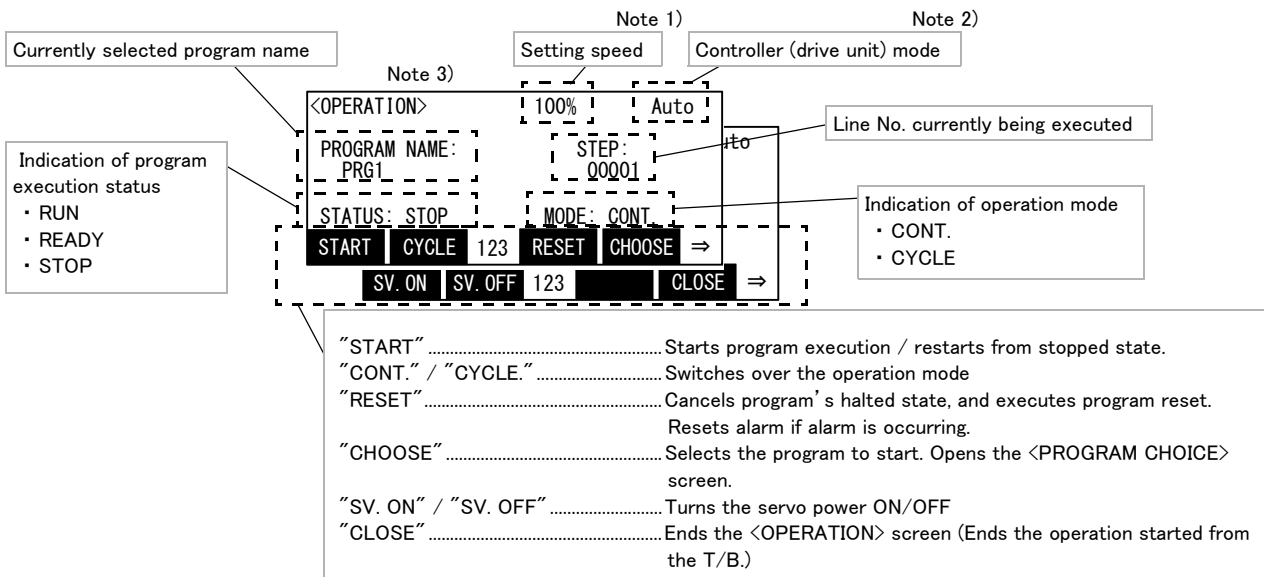 Note 1)
Note 2)
Currently selected program name
Setting speed
Controller (drive unit) mode
Note 3)
<OPERATION> 100% Auto
Line No. currently being executed
uto
PROGRAM NAME: STEP:
PRG1 00001
Indication of program
execution status
・RUN
・READY
・STOP
Indication of operation mode
・CONT.
・CYCLE
STATUS: STOP MODE: CONT.
START CYCLE 123 RESET CHOOSE ⇒
SV.ON SV.OFF 123 CLOSE ⇒
"START" ......................................................Starts program execution / restarts from stopped state.
"CONT." / "CYCLE.".............................Switches over the operation mode
"RESET".......................................................Cancels program's halted state, and executes program reset.
Resets alarm if alarm is occurring.
"CHOOSE" ..................................................Selects the program to start. Opens the <PROGRAM CHOICE>
screen.
"SV. ON" / "SV. OFF" ..........................Turns the servo power ON/OFF
"CLOSE" ......................................................Ends the <OPERATION> screen (Ends the operation started from
the T/B.)